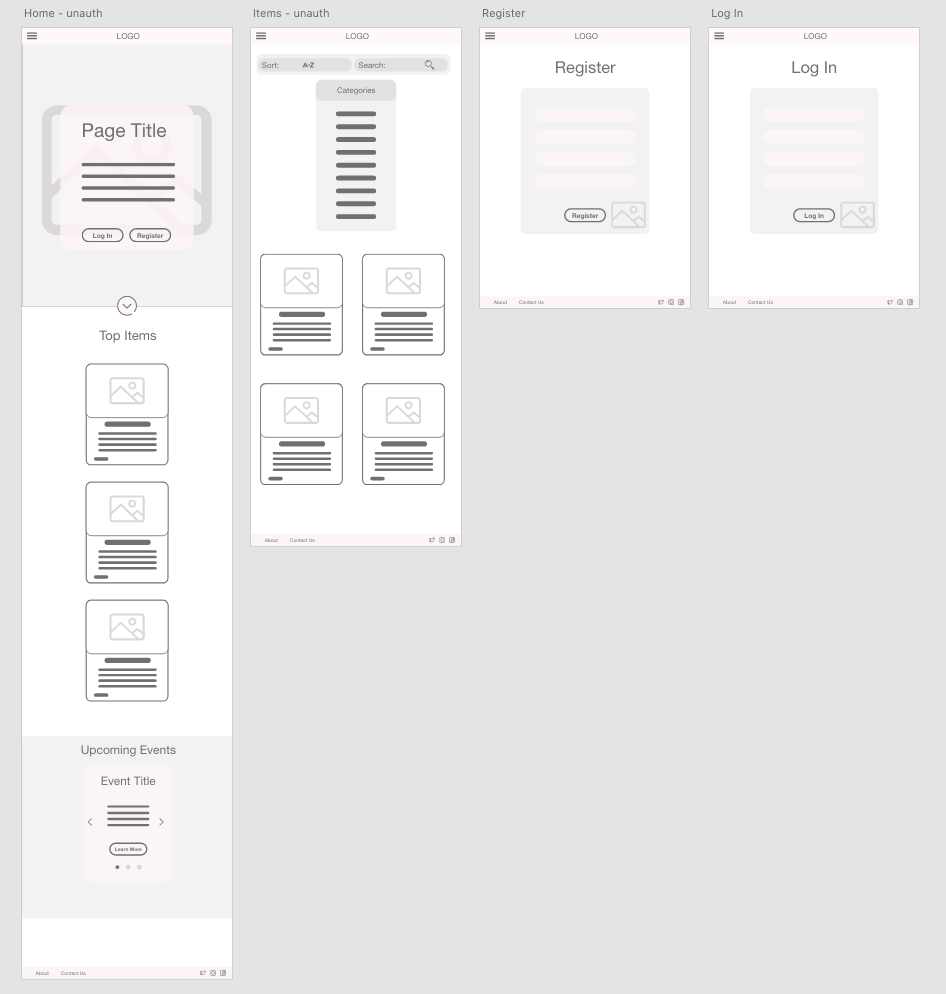 Home - unauth
LOGO
Page Title
Log In
Register
Top Items
Upcoming Events
Event Title
Learn More
About
Contact Us
Items - unauth
LOGO
Sort:
A-Z
Search:
Categories
About
Contact Us
Register
LOGO
Register
Register
About
Contact Us
Log In
LOGO
Log In
Log In
About
Contact Us